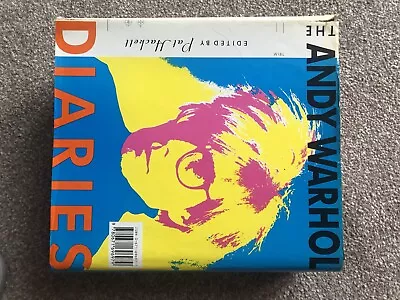 THE
ANDY WARHOL
DIARIES
EDITED BY
Pat Hackett